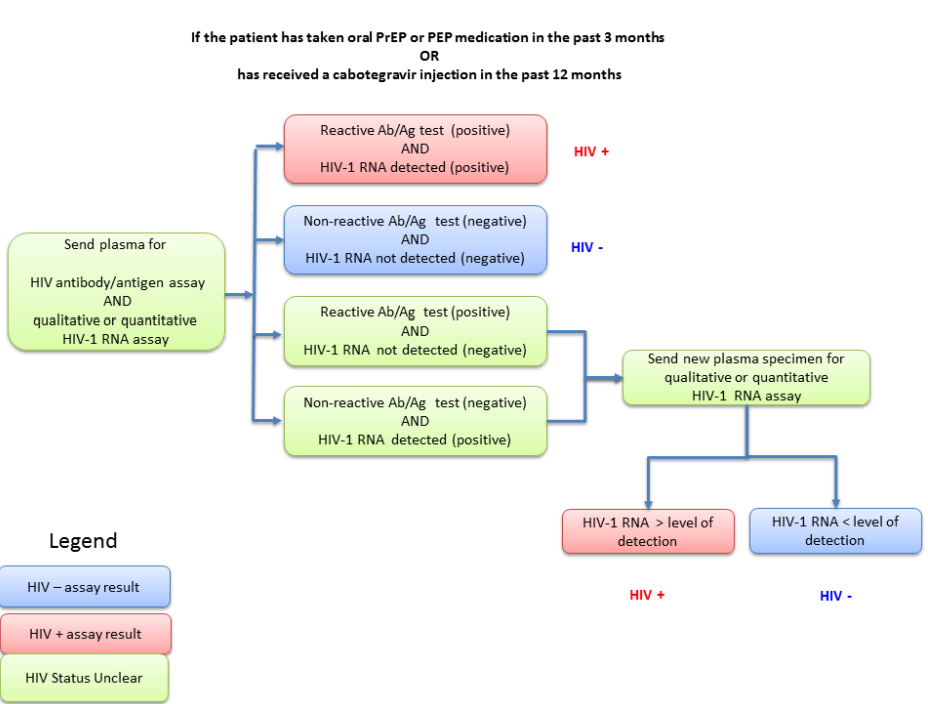 If the patient has taken oral PrEP or PEP medication in the past 3 months
OR
has received a cabotegravir injection in the past 12 months
Reactive Ab/Ag test (positive)
AND
HIV-1 RNA detected (positive)
HIV +
Non-reactive Ab/Ag test (negative)
AND
HIV-1 RNA not detected (negative)
HIV -
Send plasma for
HIV antibody/antigen assay
AND
qualitative or quantitative
HIV-1 RNA assay
Reactive Ab/Ag test (positive)
AND
HIV-1 RNA not detected (negative)
Non-reactive Ab/Ag test (negative)
AND
HIV-1 RNA detected (positive)
Send new plasma specimen for
qualitative or quantitative
HIV-1 RNA assay
HIV-1 RNA > level of
detection
HIV +
HIV-1 RNA < level of
detection
HIV -
Legend
HIV – assay result
HIV + assay result
HIV Status Unclear